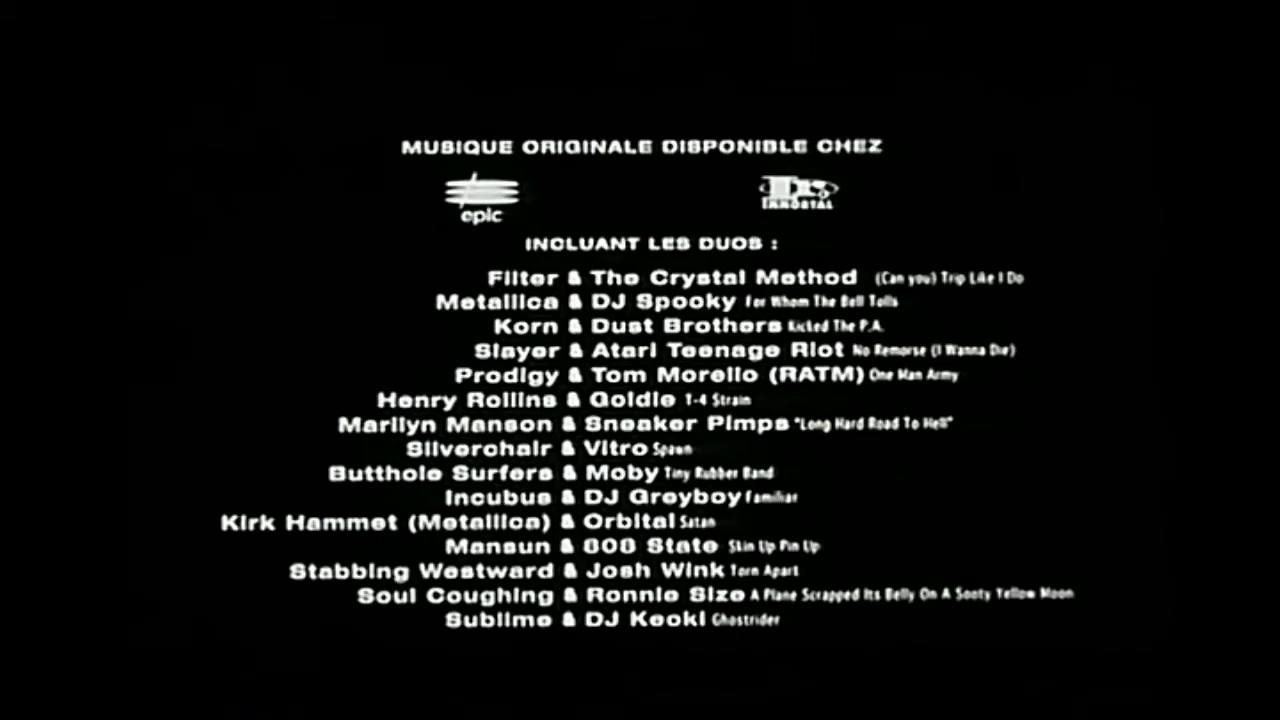 MUSIQUE ORIGINALE DISPONIBLE CHEZ
epic IMMORTAL
INCLUANT LES DUOS :
Filter & The Crystal Method (Can you) Trip Like I Do
Metallica & DJ Spooky For Whom The Bell Tolls
Korn & Dust Brothers Kicked The P.A.
Slayer & Atari Teenage Riot No Remorse (I Wanna Die)
Prodigy & Tom Morello (RATM) One Man Army
Henry Rollins & Goldie T-4 Strain
Marilyn Manson & Sneaker Pimps "Long Hard Road To Hell"
Silverchair & Vitro Spawn
Butthole Surfers & Moby Tiny Rubber Band
Incubus & DJ Greyboy Familiar
Kirk Hammet (Metallica) & Orbital Satan
Mansun & 808 State Skin Up Pin Up
Stabbing Westward & Josh Wink Torn Apart
Soul Coughing & Ronnie Size A Plane Scrapped Its Belly On A Sooty Yellow Moon
Sublime & DJ Keoki Ghostrider